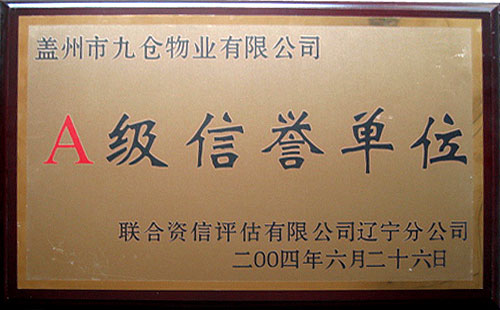 盖州市九仓物业有限公司
A级信誉单位
联合资信评估有限公司辽宁分公司
二00四年六月二十六日